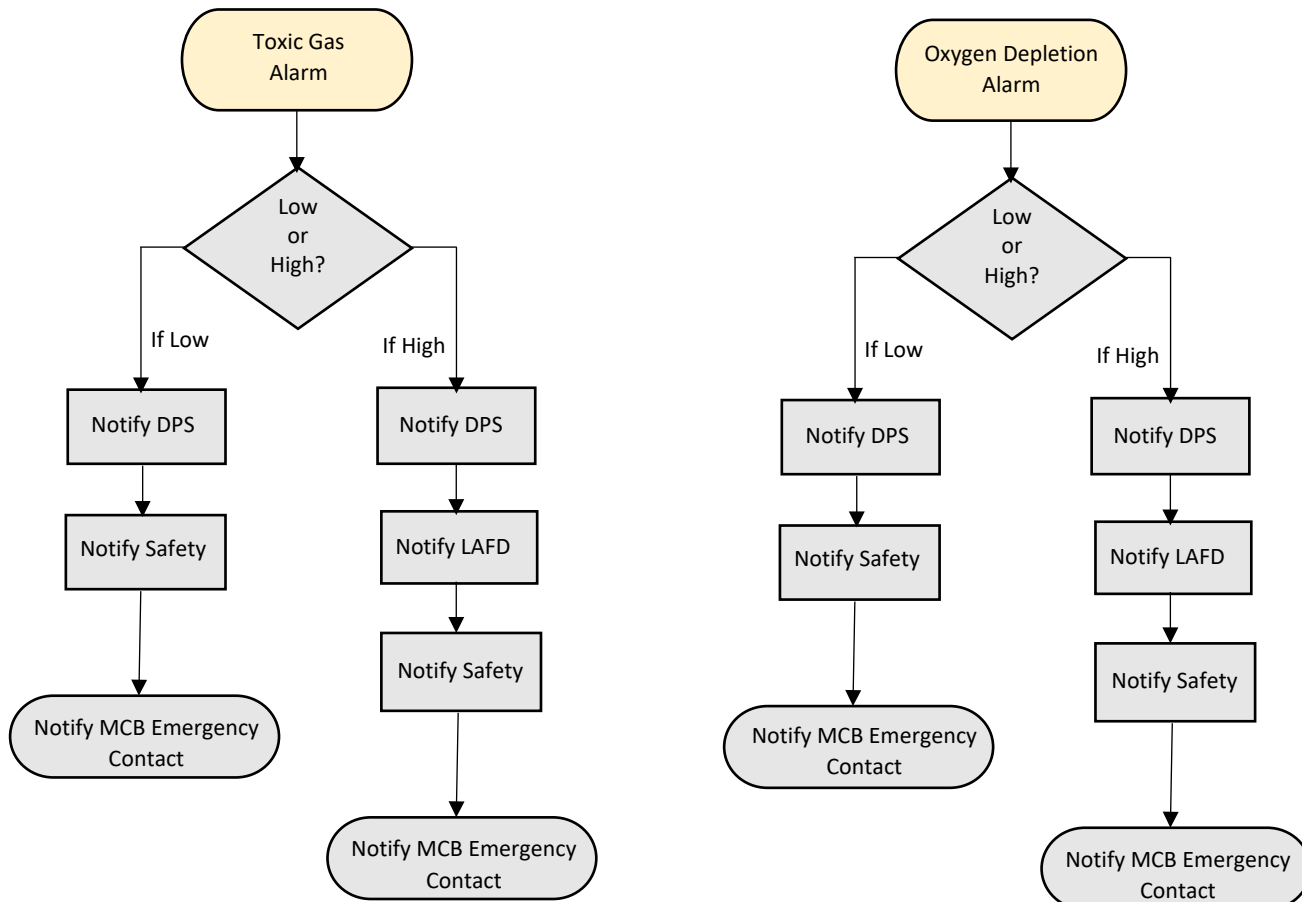 Toxic Gas
Alarm
Low
or
High?
If Low
If High
Notify DPS
Notify DPS
Notify Safety
Notify LAFD
Notify Safety
Notify MCB Emergency
Contact
Notify MCB Emergency
Contact
Oxygen Depletion
Alarm
Low
or
High?
If Low
If High
Notify DPS
Notify DPS
Notify Safety
Notify LAFD
Notify Safety
Notify MCB Emergency
Contact
Notify MCB Emergency
Contact